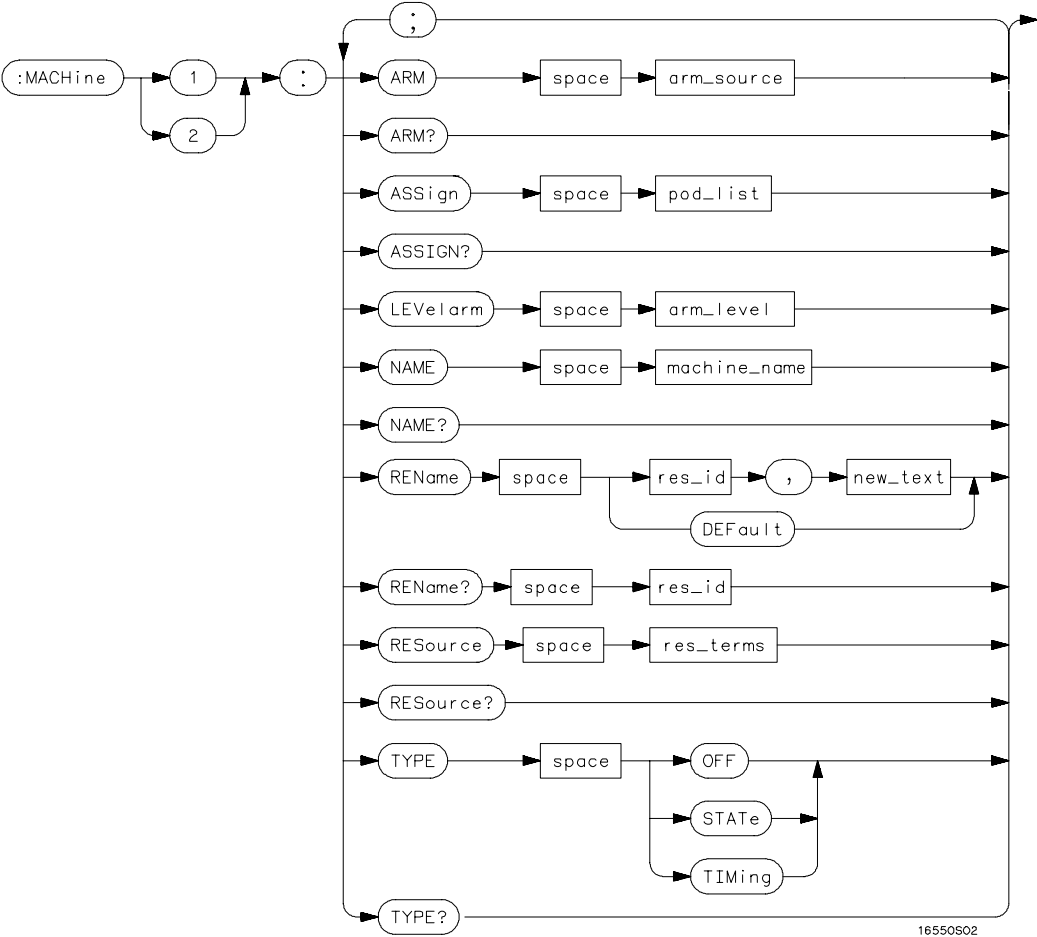 ;
:MACHine 1 : ARM space arm_source
2 ARM?
ASSign space pod_list
ASSIGN?
LEVelarm space arm_level
NAME space machine_name
NAME?
REName space res_id , new_text
DEFault
REName? space res_id
RESource space res_terms
RESource?
TYPE space OFF
STATe
TIMing
TYPE?
16550S02